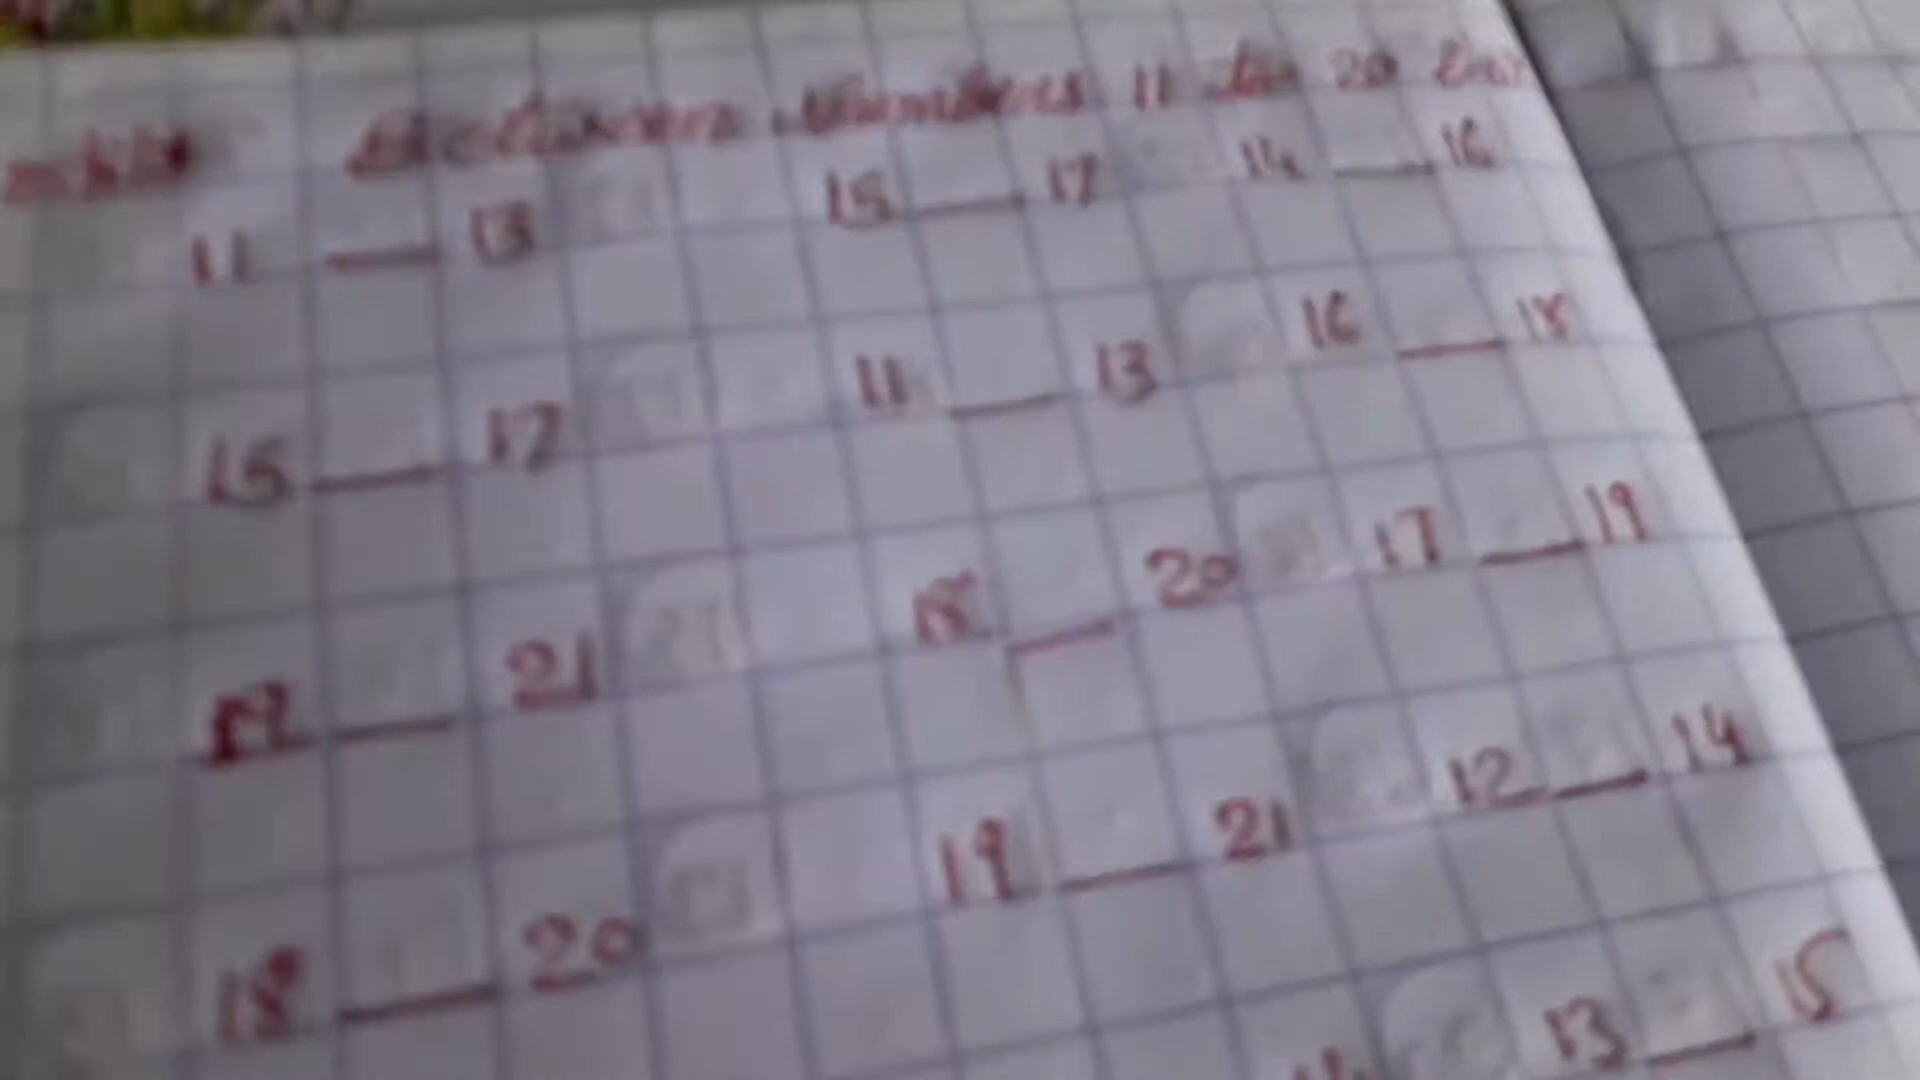 Between Numbers 11 to 20
11 ___ 13 15 ___ 17 14 ___ 16
15 ___ 17 11 ___ 13 16 ___ 18
___ 21 18 ___ 20 17 ___ 19
18 ___ 20 19 ___ 21 12 ___ 14
13 ___ 15